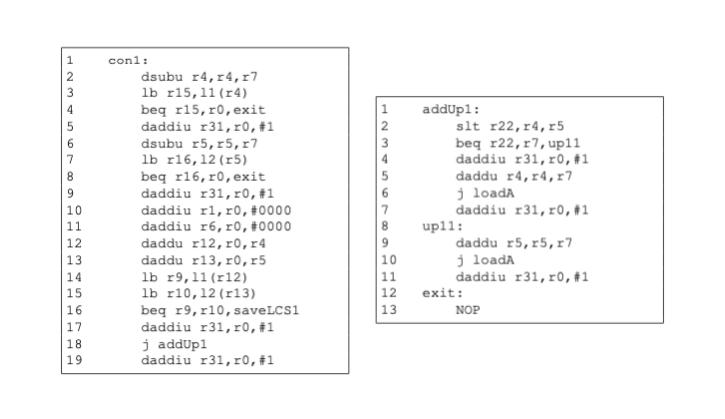 1 con1:
2 dsubu r4,r4,r7
3 lb r15,l1(r4)
4 beq r15,r0,exit
5 daddiu r31,r0,#1
6 dsubu r5,r5,r7
7 lb r16,l2(r5)
8 beq r16,r0,exit
9 daddiu r31,r0,#1
10 daddiu r1,r0,#0000
11 daddiu r6,r0,#0000
12 daddu r12,r0,r4
13 daddu r13,r0,r5
14 lb r9,l1(r12)
15 lb r10,l2(r13)
16 beq r9,r10,saveLCS1
17 daddiu r31,r0,#1
18 j addUp1
19 daddiu r31,r0,#1
1 addUp1:
2 slt r22,r4,r5
3 beq r22,r7,up11
4 daddiu r31,r0,#1
5 daddu r4,r4,r7
6 j loadA
7 daddiu r31,r0,#1
8 up11:
9 daddu r5,r5,r7
10 j loadA
11 daddiu r31,r0,#1
12 exit:
13 NOP